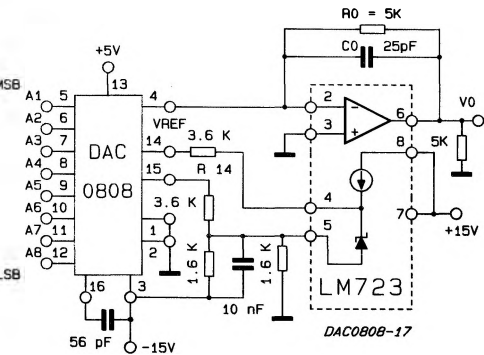 R0 = 5K
C0 25pF
+5V
13
MSB
A1 5
A2 6
A3 7
A4 8
A5 9
A6 10
A7 11
A8 12
LSB
DAC
0808
4
VREF
14
3.6 K
R 14
15
3.6 K
1
2
16
3
56 pF
-15V
1.6 K
10 nF
1.6 K
2
3
6
V0
5K
8
4
5
7
+15V
LM723
DAC0808-17